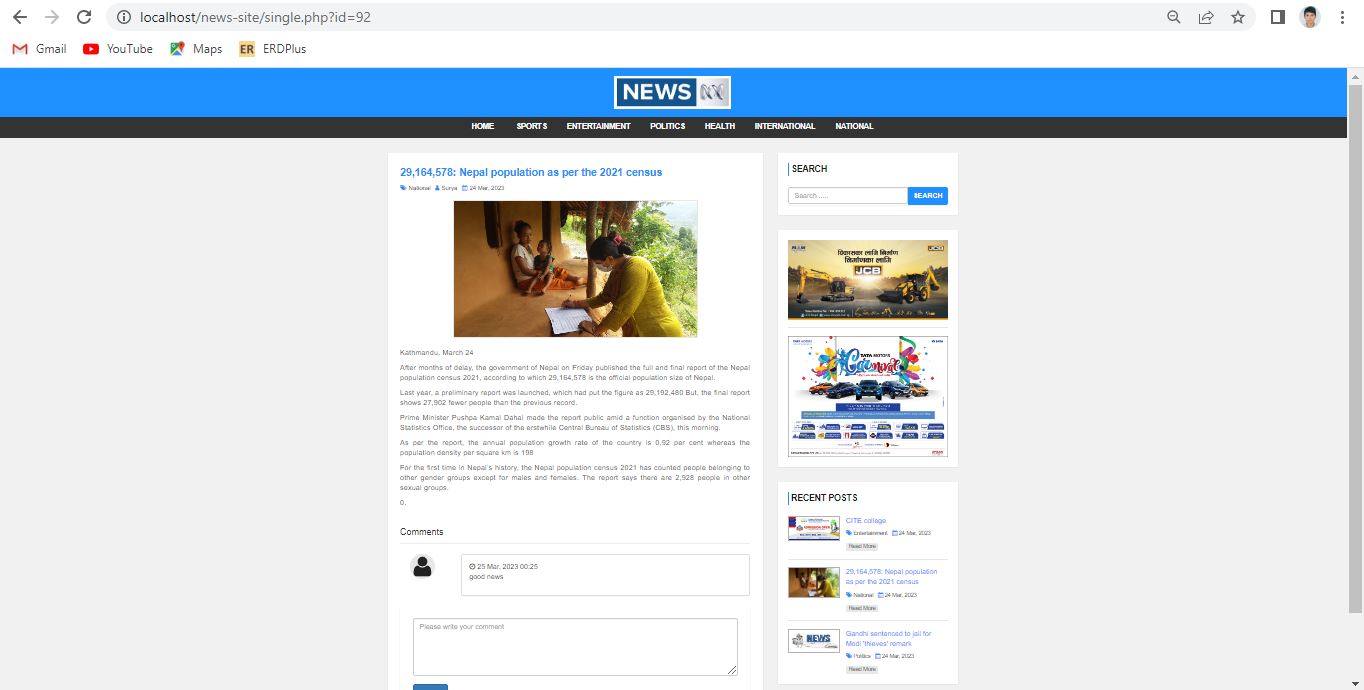 localhost/news-site/single.php?id=92
Gmail YouTube Maps ER ERDPlus
NEWS
HOME SPORTS ENTERTAINMENT POLITICS HEALTH INTERNATIONAL NATIONAL
29,164,578: Nepal population as per the 2021 census
National Surya 24 Mar, 2023
Kathmandu, March 24
After months of delay, the government of Nepal on Friday published the full and final report of the Nepal
population census 2021, according to which 29,164,578 is the official population size of Nepal.
Last year, a preliminary report was launched, which had put the figure as 29,192,480 But, the final report
shows 27,902 fewer people than the previous record.
Prime Minister Pushpa Kamal Dahal made the report public amid a function organised by the National
Statistics Office, the successor of the erstwhile Central Bureau of Statistics (CBS), this morning.
As per the report, the annual population growth rate of the country is 0,92 per cent whereas the
population density per square km is 198
For the first time in Nepal's history, the Nepal population census 2021 has counted people belonging to
other gender groups except for males and females. The report says there are 2,928 people in other
sexual groups.
0,
Comments
25 Mar, 2023 00:25
good news
Please write your comment
SEARCH
Search .....
SEARCH
JCB
विकासका लागि निर्माण
निर्माणका लागि
JCB
TATA MOTORS
Carnival
RECENT POSTS
CITE college
Entertainment 24 Mar, 2023
Read More
ADMISSION OPEN
29,164,578: Nepal population
as per the 2021 census
National 24 Mar, 2023
Read More
NEWS
Gandhi sentenced to jail for
Modi 'thieves' remark
Politics 24 Mar, 2023
Read More